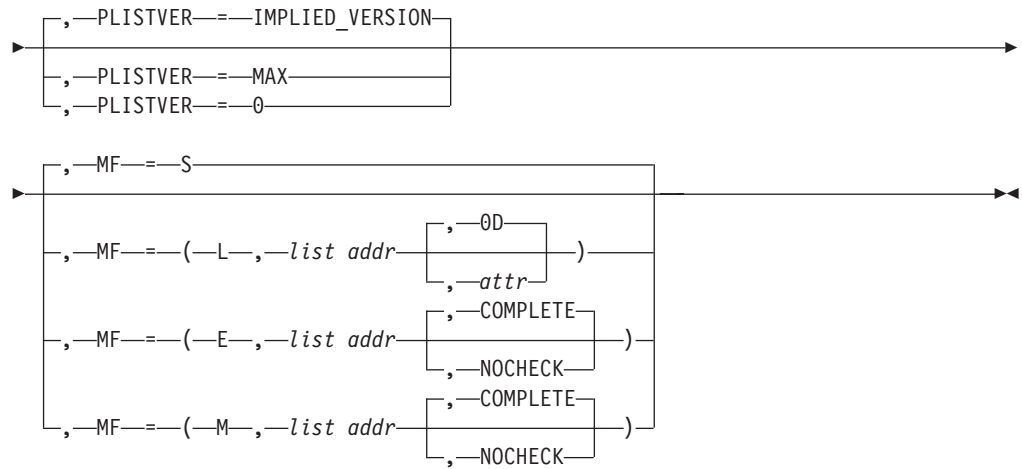 , PLISTVER = IMPLIED_VERSION
, PLISTVER = MAX
, PLISTVER = 0
, MF = S
, 0D
, MF = ( L , list addr )
, attr
, COMPLETE
, MF = ( E , list addr )
, NOCHECK
, COMPLETE
, MF = ( M , list addr )
, NOCHECK